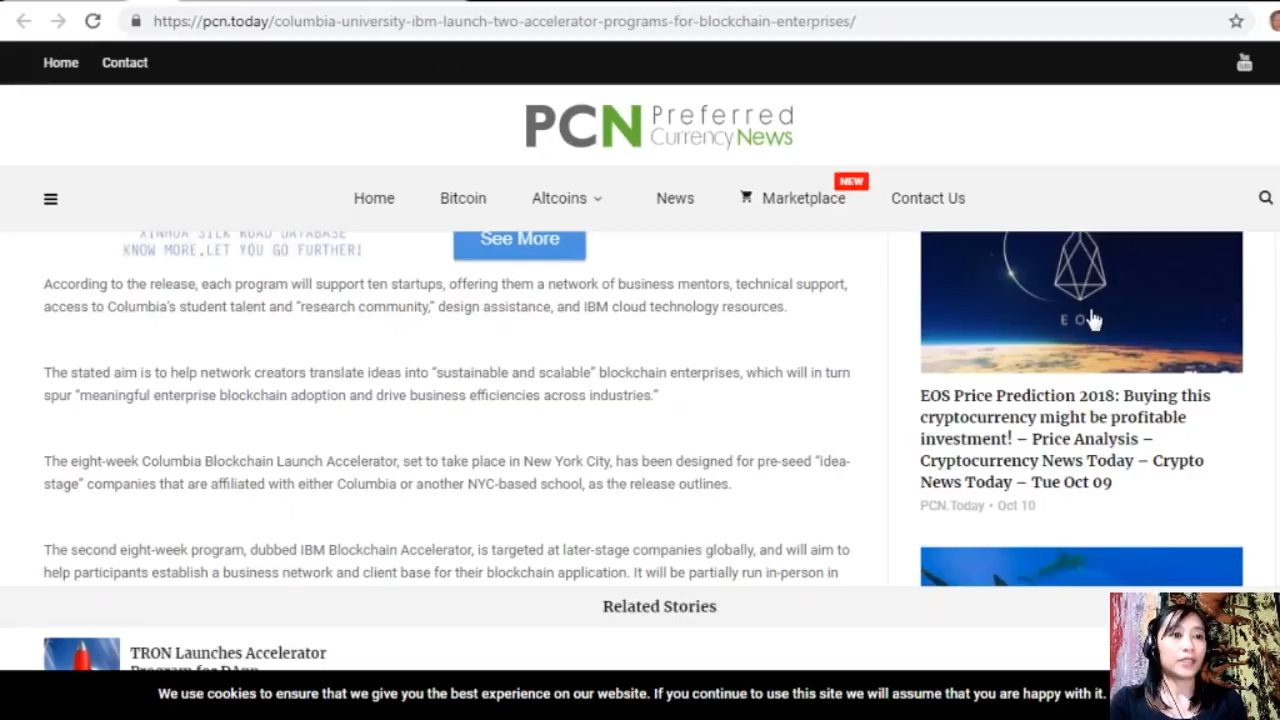 https://pcn.today/columbia-university-ibm-launch-two-accelerator-programs-for-blockchain-enterprises/
Home Contact
You
PCN Preferred
Currency News
NEW
Home Bitcoin Altcoins News Marketplace Contact Us
XINHUA SILK ROAD DATABASE
KNOW MORE,LET YOU GO FURTHER!
See More
According to the release, each program will support ten startups, offering them a network of business mentors, technical support,
access to Columbia's student talent and “research community,” design assistance, and IBM cloud technology resources.
The stated aim is to help network creators translate ideas into “sustainable and scalable” blockchain enterprises, which will in turn
spur “meaningful enterprise blockchain adoption and drive business efficiencies across industries.”
The eight-week Columbia Blockchain Launch Accelerator, set to take place in New York City, has been designed for pre-seed “idea-
stage” companies that are affiliated with either Columbia or another NYC-based school, as the release outlines.
The second eight-week program, dubbed IBM Blockchain Accelerator, is targeted at later-stage companies globally, and will aim to
help participants establish a business network and client base for their blockchain application. It will be partially run in-person in
E O
EOS Price Prediction 2018: Buying this
cryptocurrency might be profitable
investment! – Price Analysis –
Cryptocurrency News Today – Crypto
News Today – Tue Oct 09
PCN.Today • Oct 10
Related Stories
TRON Launches Accelerator
Program for DApp
We use cookies to ensure that we give you the best experience on our website. If you continue to use this site we will assume that you are happy with it.